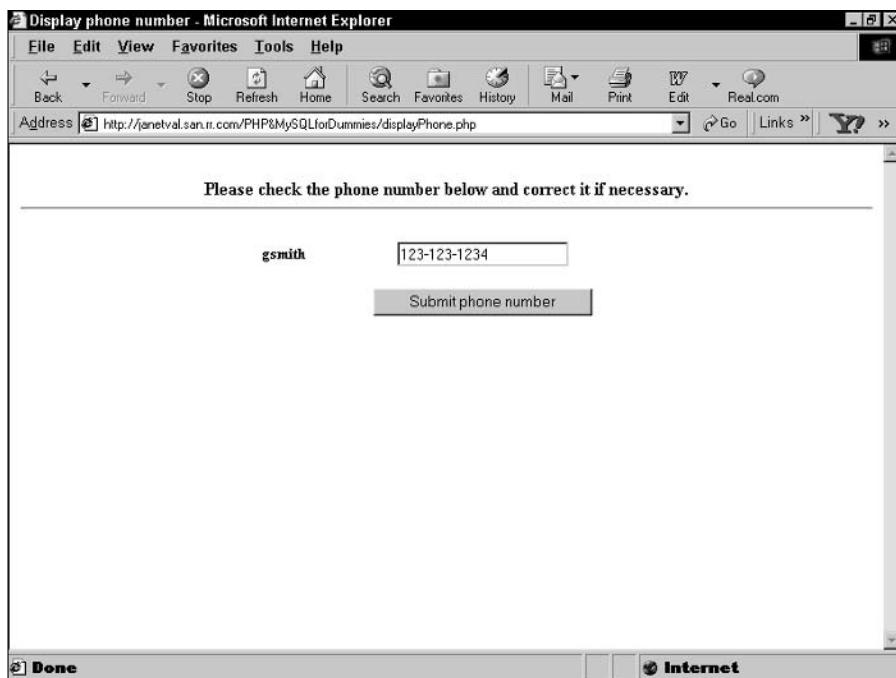 Display phone number - Microsoft Internet Explorer
File Edit View Favorites Tools Help
Back Forward Stop Refresh Home Search Favorites History Mail Print Edit Real.com
Address http://janetval.san.rr.com/PHP&MySQLforDummies/displayPhone.php Go Links »
Please check the phone number below and correct it if necessary.
gsmith 123-123-1234
Submit phone number
Done Internet